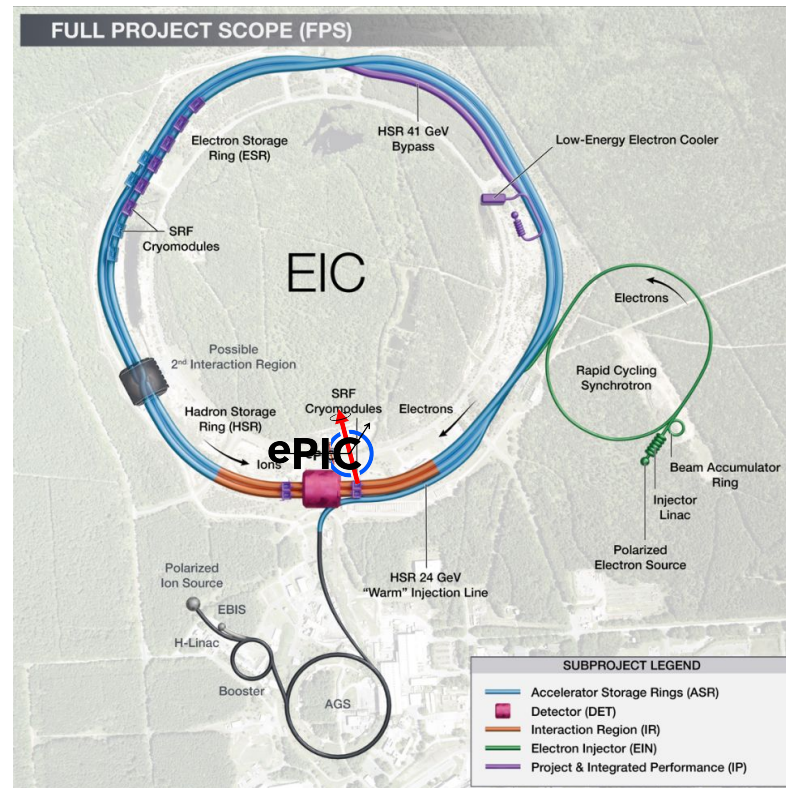 FULL PROJECT SCOPE (FPS)
Electron Storage
Ring (ESR)
HSR 41 GeV
Bypass
Low-Energy Electron Cooler
SRF
Cryomodules
EIC
Electrons
Possible
2nd Interaction Region
Rapid Cycling
Synchrotron
SRF
Cryomodules
Hadron Storage
Ring (HSR)
Electrons
ePIC
Ions
Beam Accumulator
Ring
Injector
Linac
Polarized
Electron Source
HSR 24 GeV
"Warm" Injection Line
Polarized
Ion Source
EBIS
H-Linac
Booster
AGS
SUBPROJECT LEGEND
Accelerator Storage Rings (ASR)
Detector (DET)
Interaction Region (IR)
Electron Injector (EIN)
Project & Integrated Performance (IP)